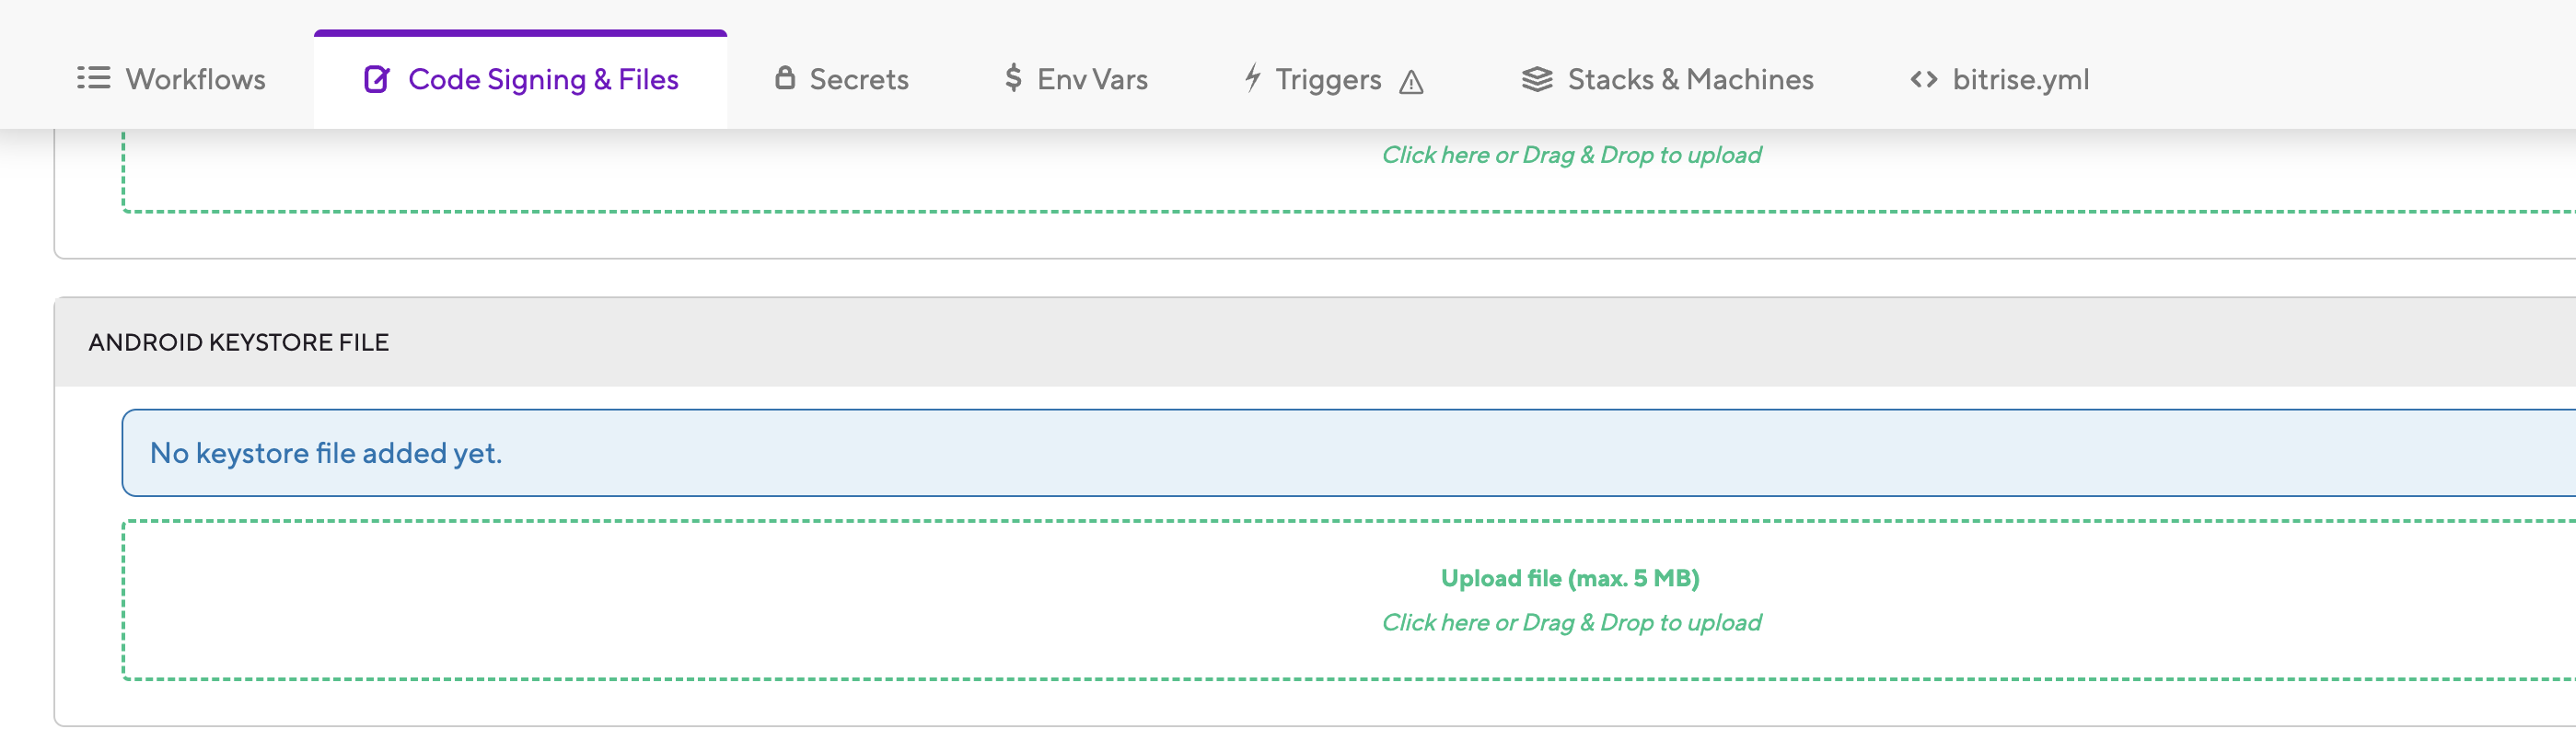 Workflows
Code Signing & Files
Secrets
Env Vars
Triggers
Stacks & Machines
bitrise.yml
Click here or Drag & Drop to upload
ANDROID KEYSTORE FILE
No keystore file added yet.
Upload file (max. 5 MB)
Click here or Drag & Drop to upload